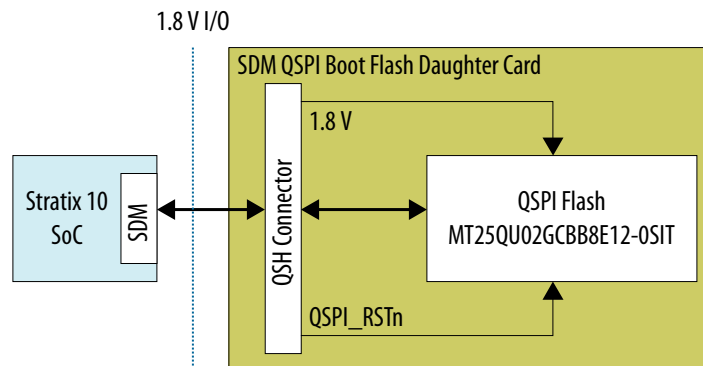 1.8 V I/O
SDM QSPI Boot Flash Daughter Card
1.8 V
Stratix 10
SoC
SDM
QSH Connector
QSPI Flash
MT25QU02GCBB8E12-0SIT
QSPI_RSTn